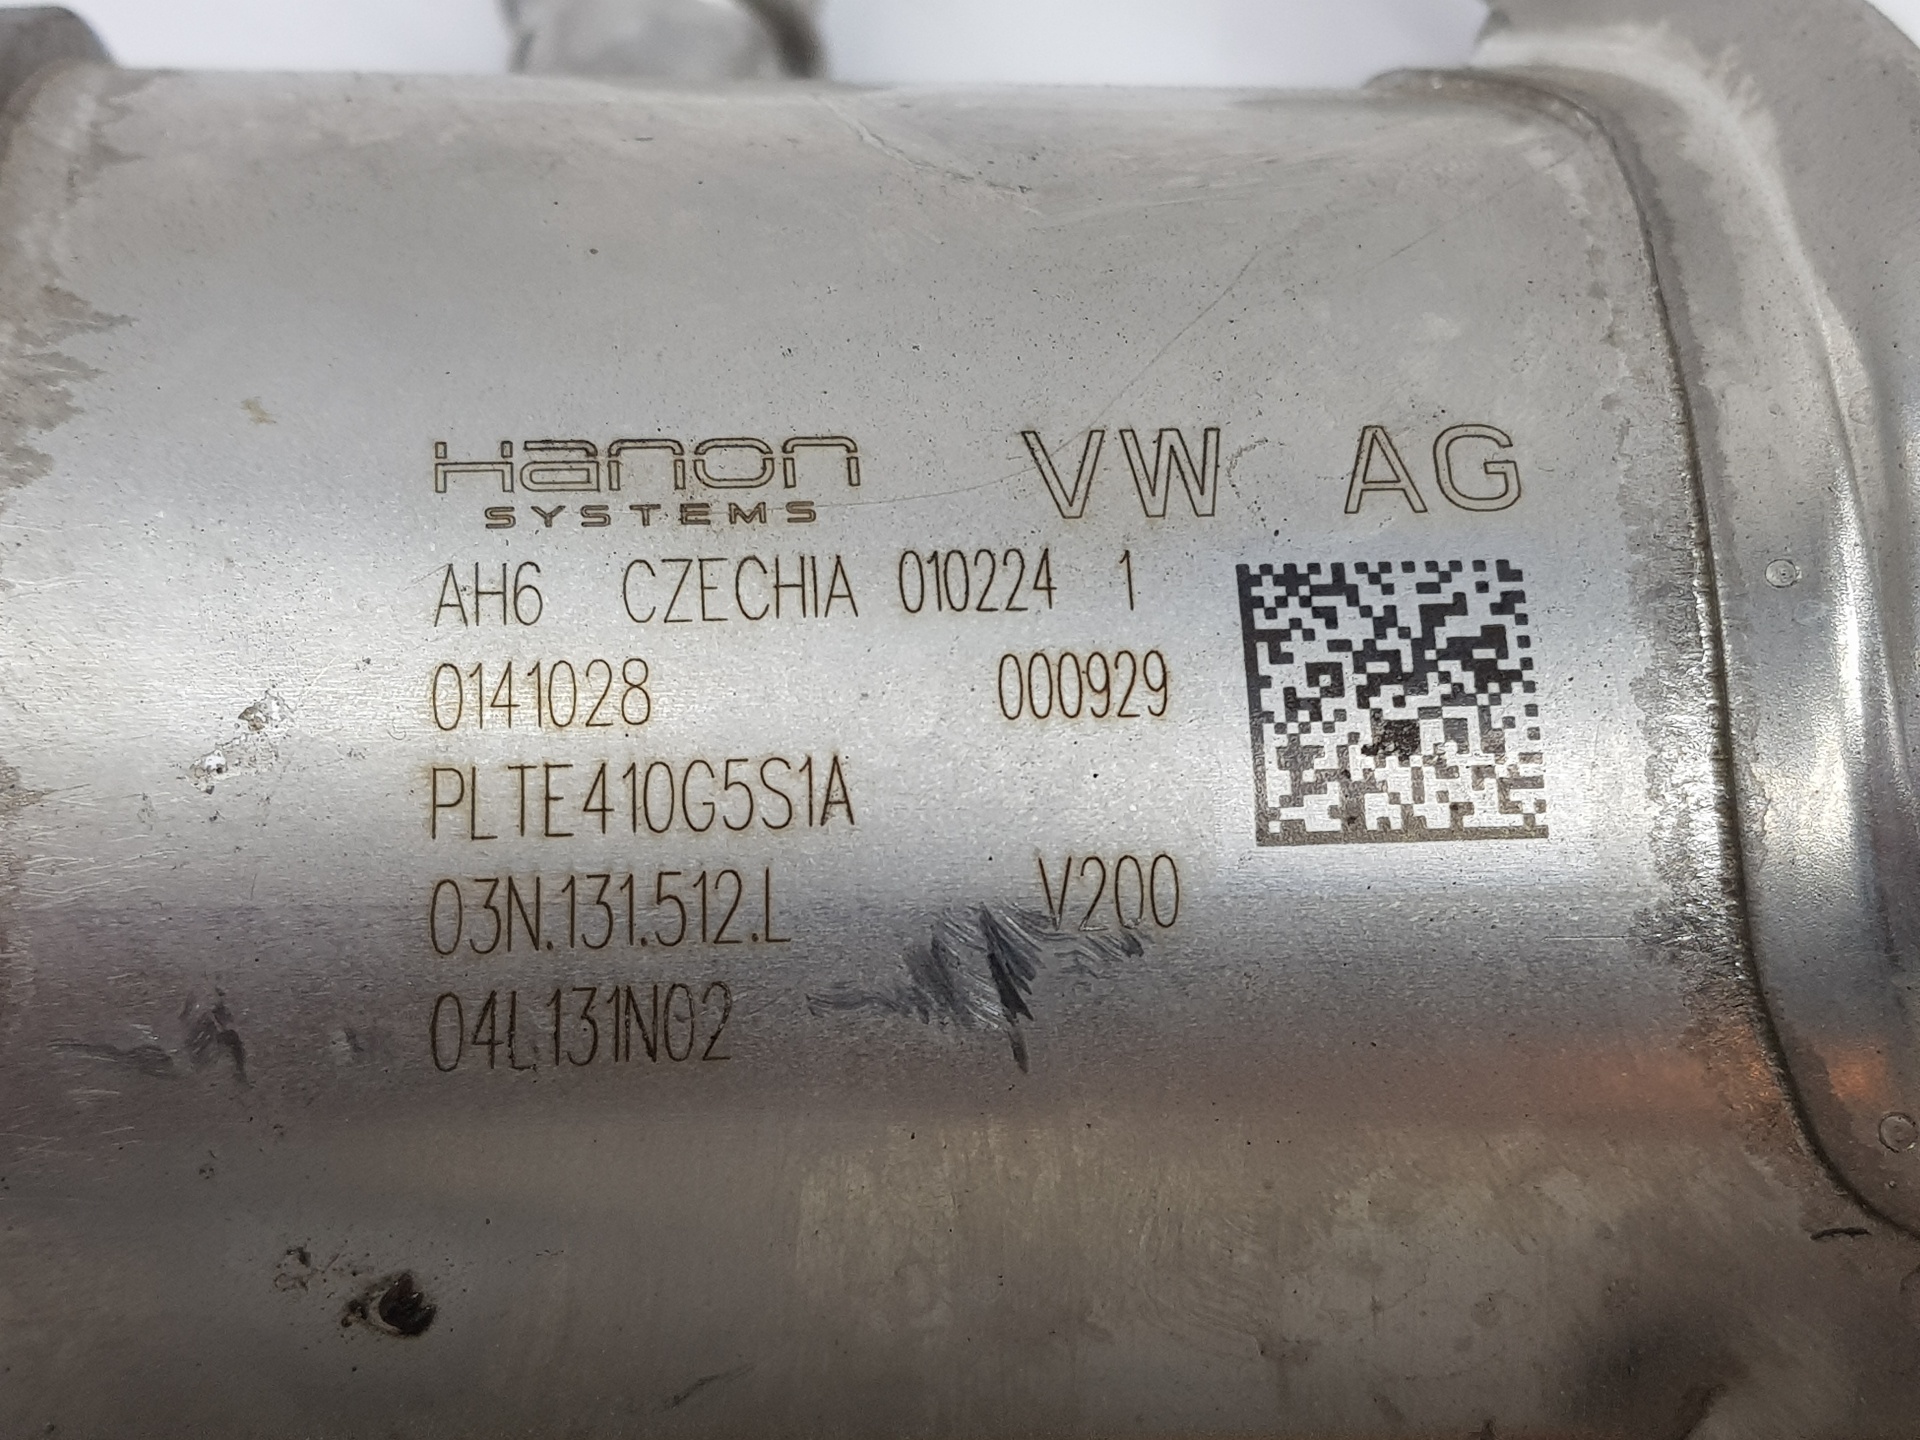 Hanon VW AG
SYSTEMS
AH6 CZECHIA 010224 1
0141028 000929
PLTE410G5S1A
03N.131.512.L V200
04L131N02